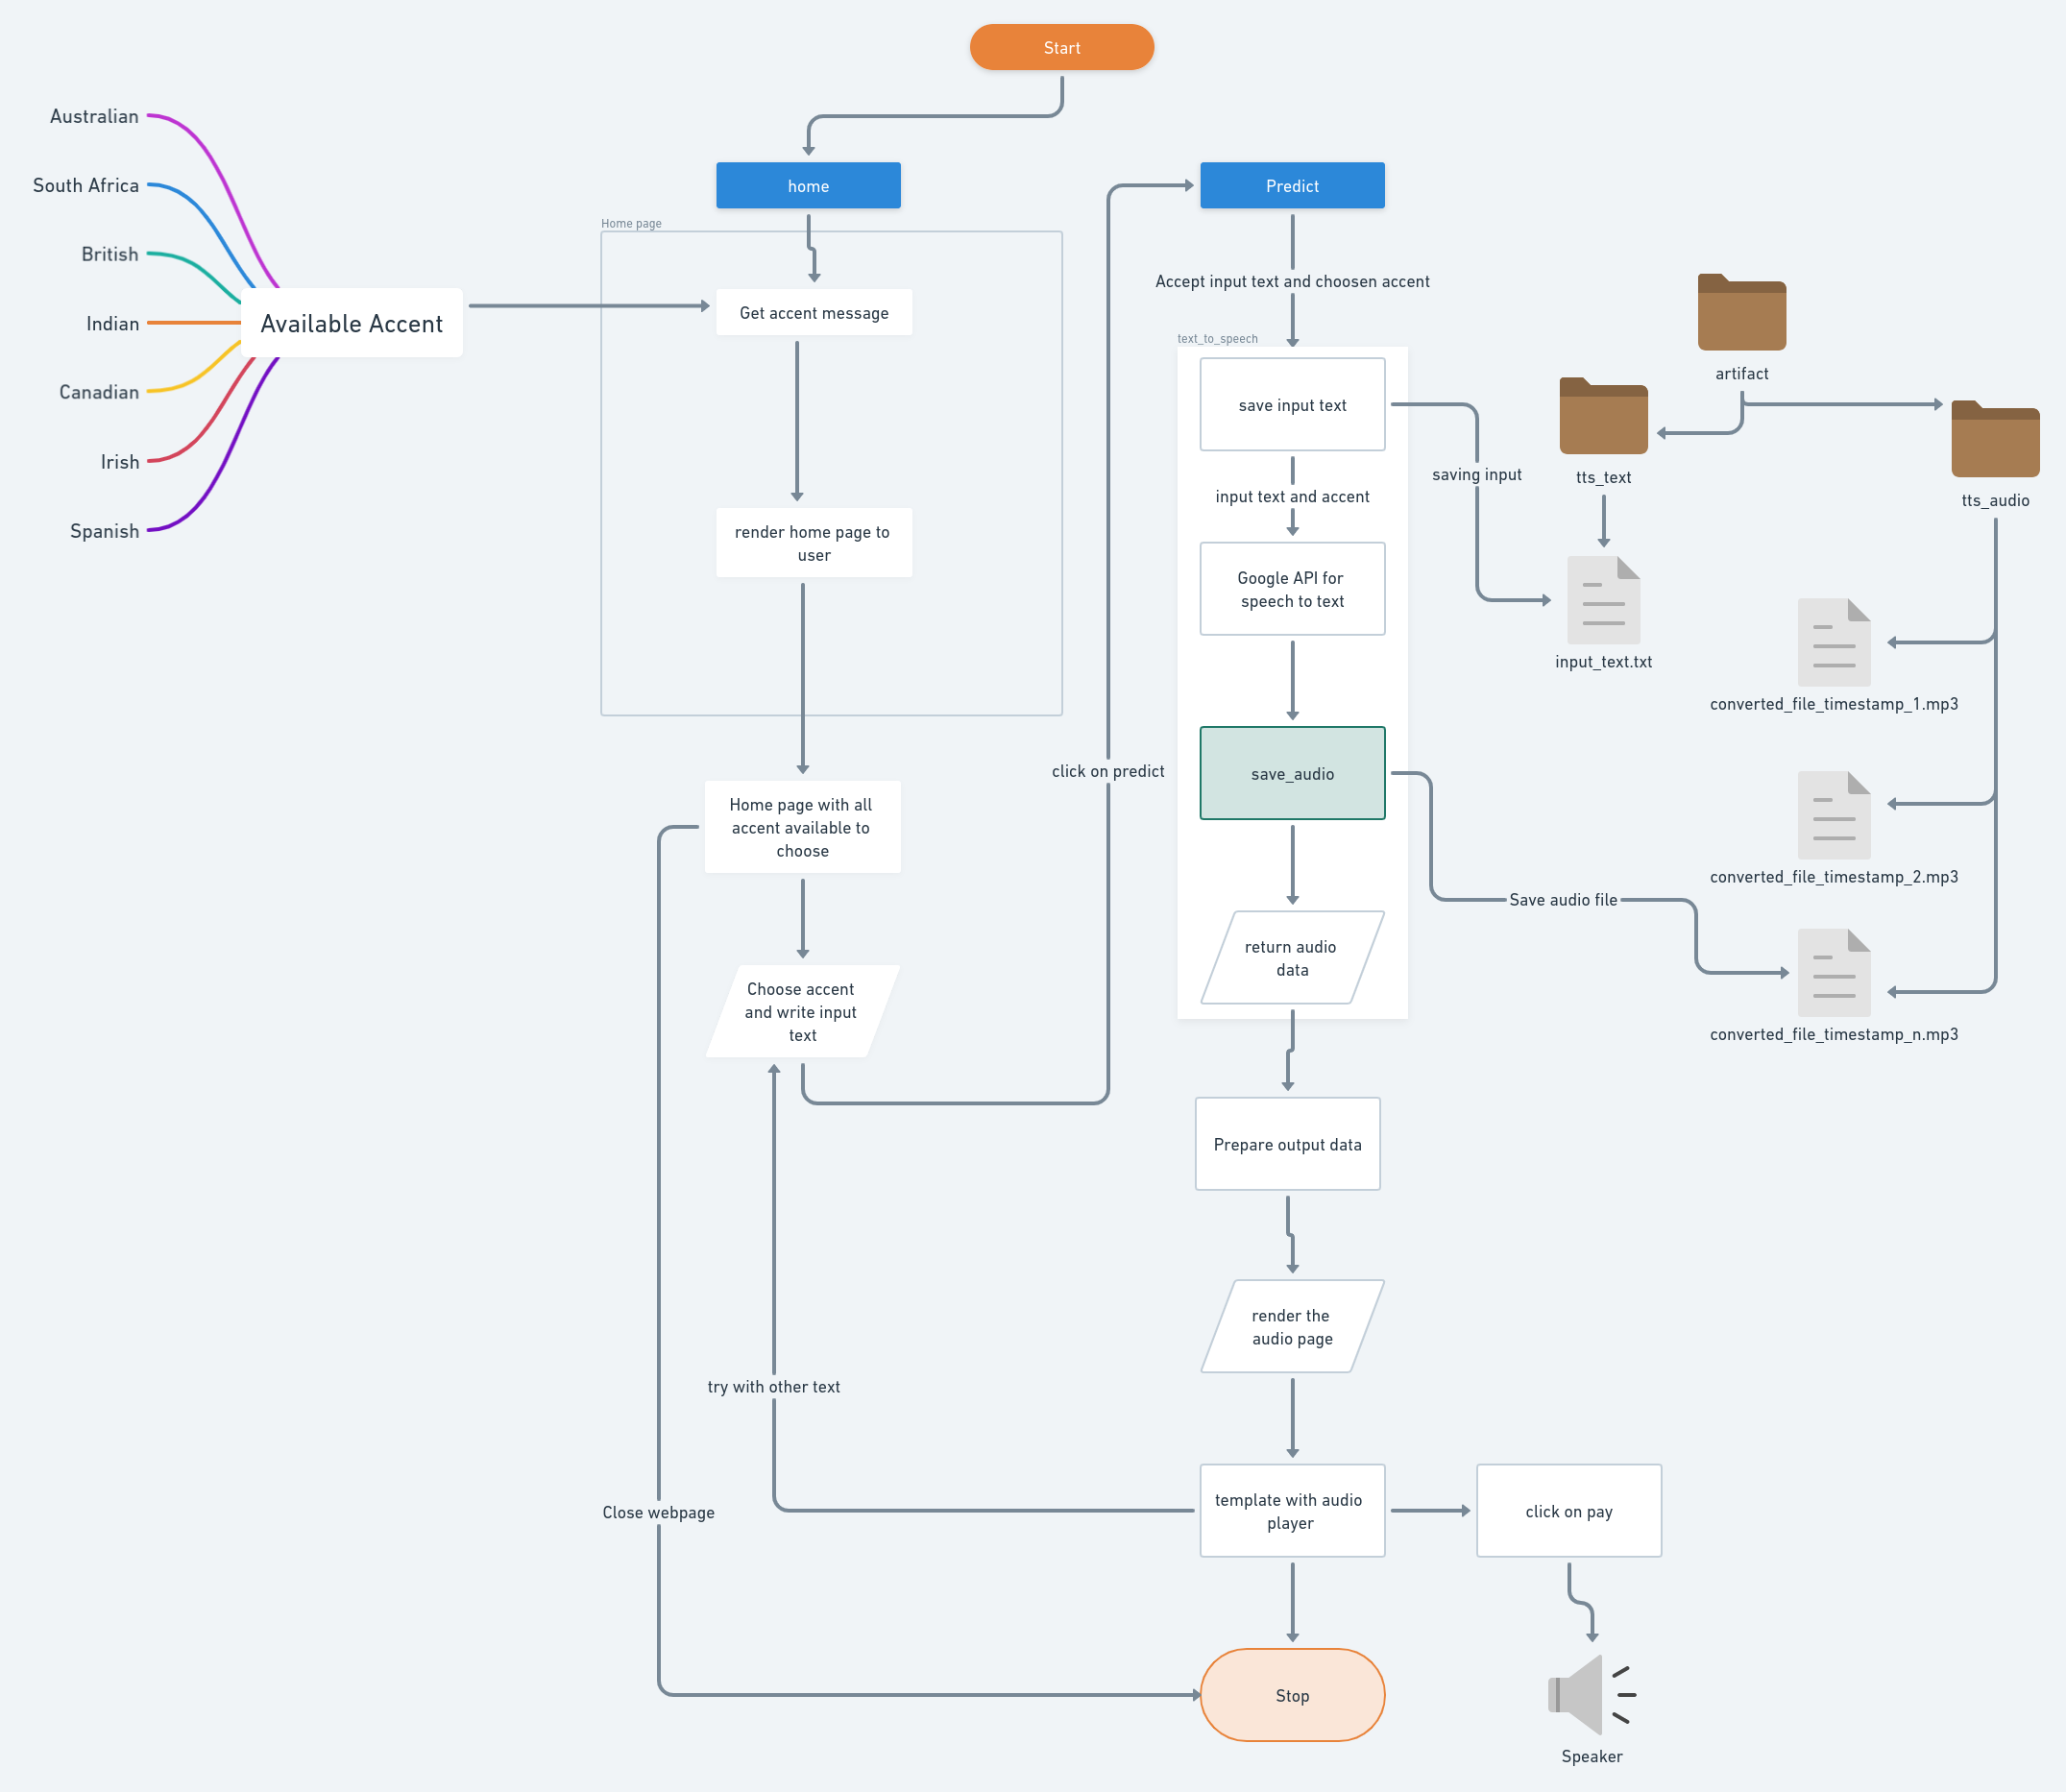 Start
Australian
South Africa
British
Indian
Canadian
Irish
Spanish
Available Accent
home
Home page
Get accent message
render home page to
user
Home page with all
accent available to
choose
Choose accent
and write input
text
click on predict
try with other text
Close webpage
Predict
Accept input text and choosen accent
text_to_speech
save input text
input text and accent
Google API for
speech to text
save_audio
return audio
data
Prepare output data
render the
audio page
template with audio
player
click on pay
Stop
Speaker
saving input
Save audio file
artifact
tts_text
tts_audio
input_text.txt
converted_file_timestamp_1.mp3
converted_file_timestamp_2.mp3
converted_file_timestamp_n.mp3